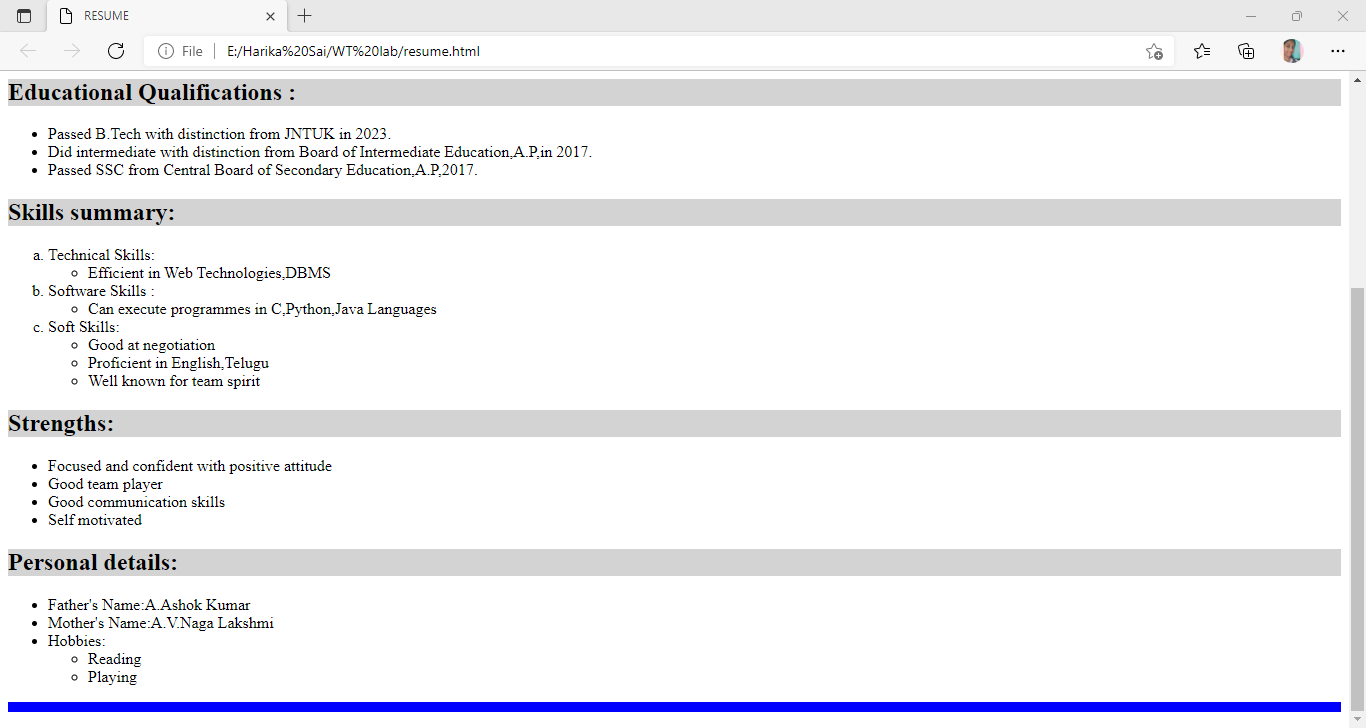 RESUME
File
E:/Harika%20Sai/WT%20lab/resume.html
Educational Qualifications :
Passed B.Tech with distinction from JNTUK in 2023.
Did intermediate with distinction from Board of Intermediate Education,A.P,in 2017.
Passed SSC from Central Board of Secondary Education,A.P,2017.
Skills summary:
a. Technical Skills:
Efficient in Web Technologies,DBMS
b. Software Skills :
Can execute programmes in C,Python,Java Languages
c. Soft Skills:
Good at negotiation
Proficient in English,Telugu
Well known for team spirit
Strengths:
Focused and confident with positive attitude
Good team player
Good communication skills
Self motivated
Personal details:
Father's Name:A.Ashok Kumar
Mother's Name:A.V.Naga Lakshmi
Hobbies:
Reading
Playing